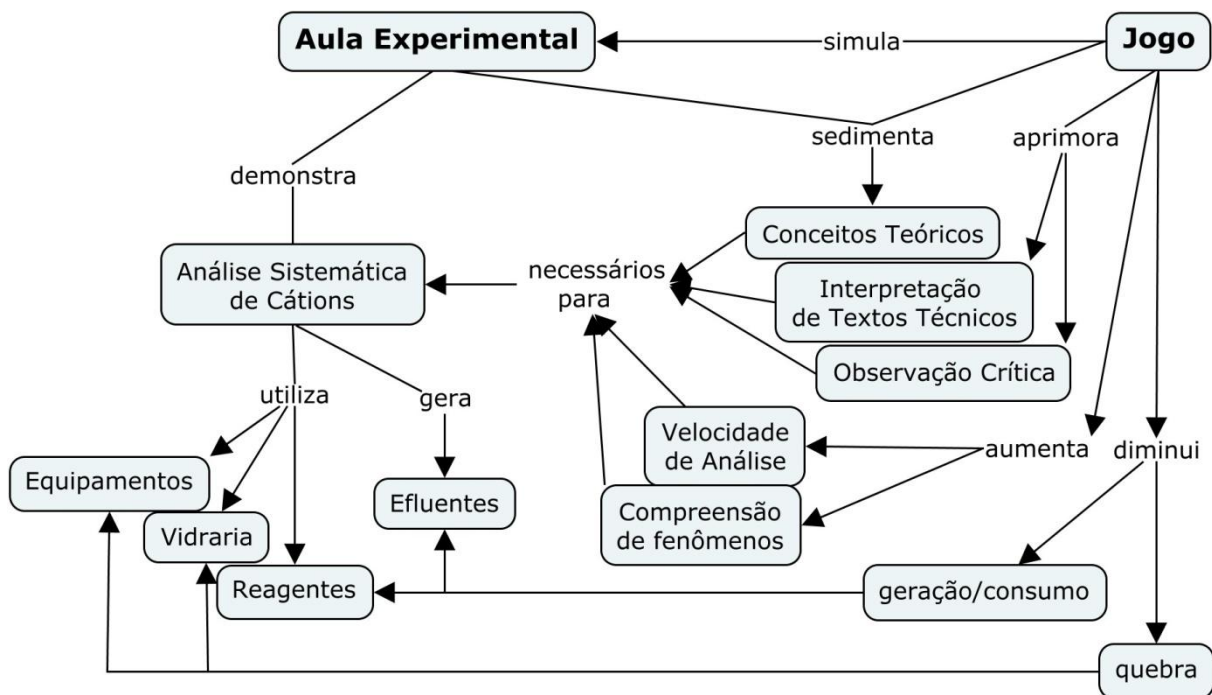 Aula Experimental
simula
Jogo
sedimenta
aprimora
demonstra
Conceitos Teóricos
Análise Sistemática
de Cátions
necessários
para
Interpretação
de Textos Técnicos
Observação Crítica
utiliza
gera
Velocidade
de Análise
aumenta
diminui
Equipamentos
Efluentes
Compreensão
de fenômenos
Vidraria
Reagentes
geração/consumo
quebra